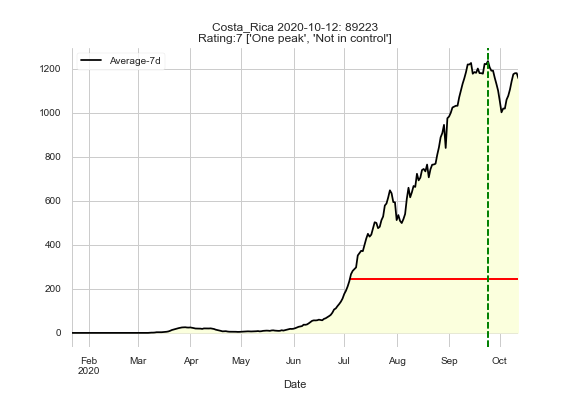 Costa_Rica 2020-10-12: 89223
Rating:7 ['One peak', 'Not in control']
Average-7d
1200
1000
800
600
400
200
0
Feb Mar Apr May Jun Jul Aug Sep Oct
2020
Date